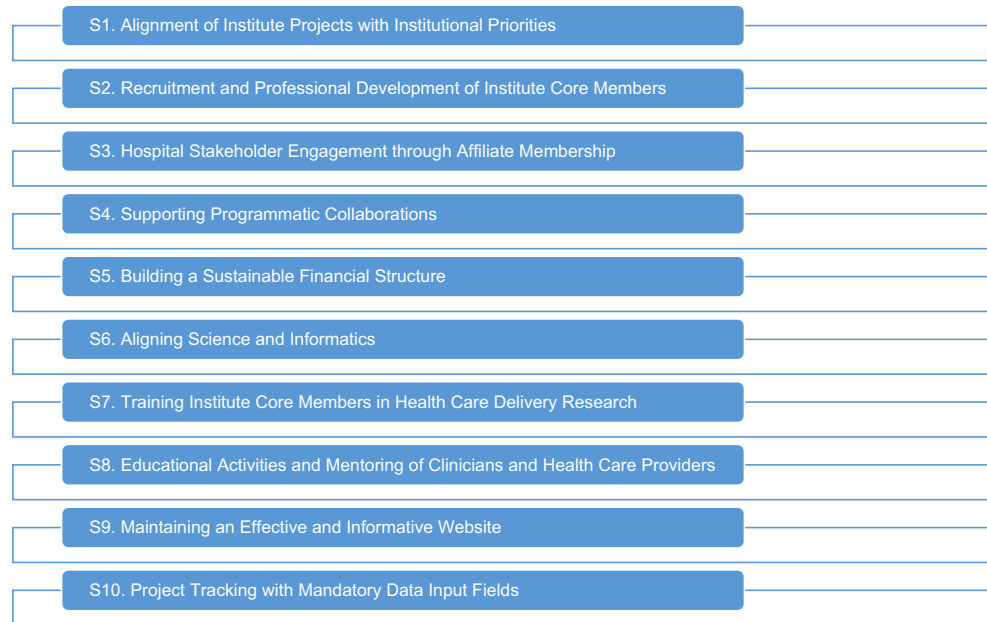 S1. Alignment of Institute Projects with Institutional Priorities
S2. Recruitment and Professional Development of Institute Core Members
S3. Hospital Stakeholder Engagement through Affiliate Membership
S4. Supporting Programmatic Collaborations
S5. Building a Sustainable Financial Structure
S6. Aligning Science and Informatics
S7. Training Institute Core Members in Health Care Delivery Research
S8. Educational Activities and Mentoring of Clinicians and Health Care Providers
S9. Maintaining an Effective and Informative Website
S10. Project Tracking with Mandatory Data Input Fields